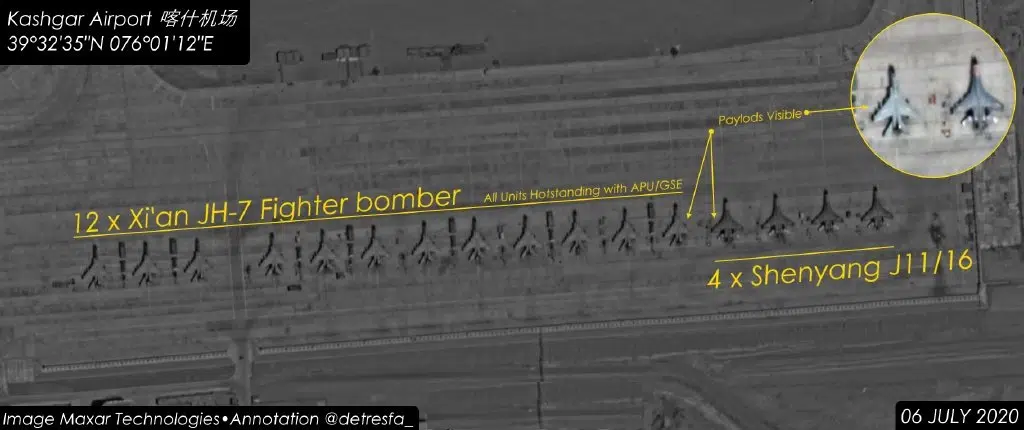 Kashgar Airport 喀什机场
39°32'35"N 076°01'12"E
Paylods Visible
12 x Xi'an JH-7 Fighter bomber
All Units Hotstanding with APU/GSE
4 x Shenyang J11/16
Image Maxar Technologies•Annotation @detresfa_
06 JULY 2020